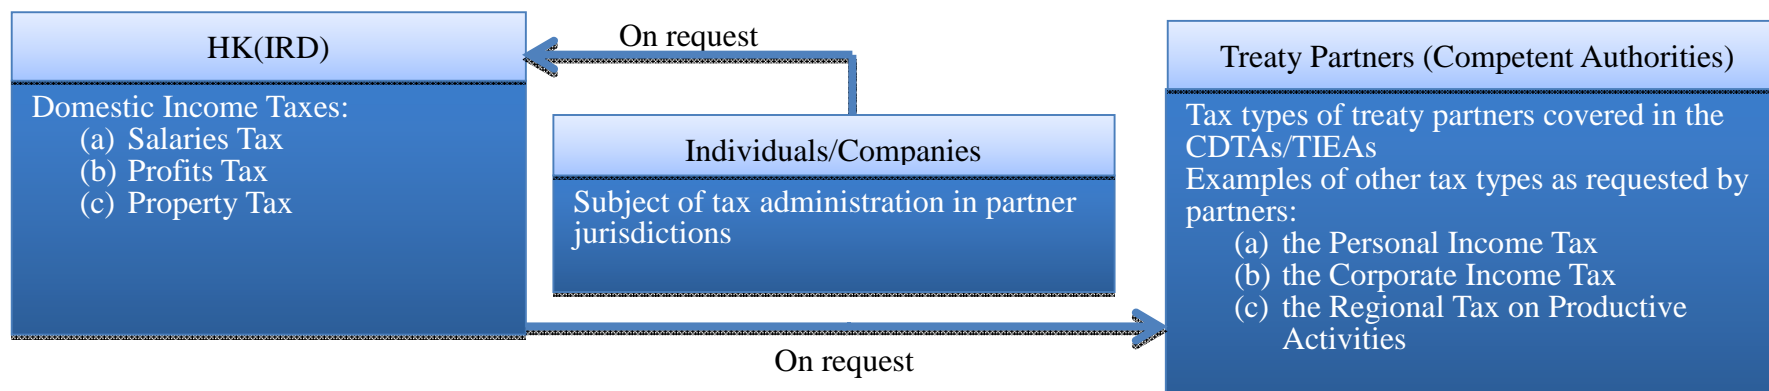 HK(IRD)
Domestic Income Taxes:
(a) Salaries Tax
(b) Profits Tax
(c) Property Tax
On request
Individuals/Companies
Subject of tax administration in partner
jurisdictions
On request
Treaty Partners (Competent Authorities)
Tax types of treaty partners covered in the
CDTAs/TIEAs
Examples of other tax types as requested by
partners:
(a) the Personal Income Tax
(b) the Corporate Income Tax
(c) the Regional Tax on Productive
Activities